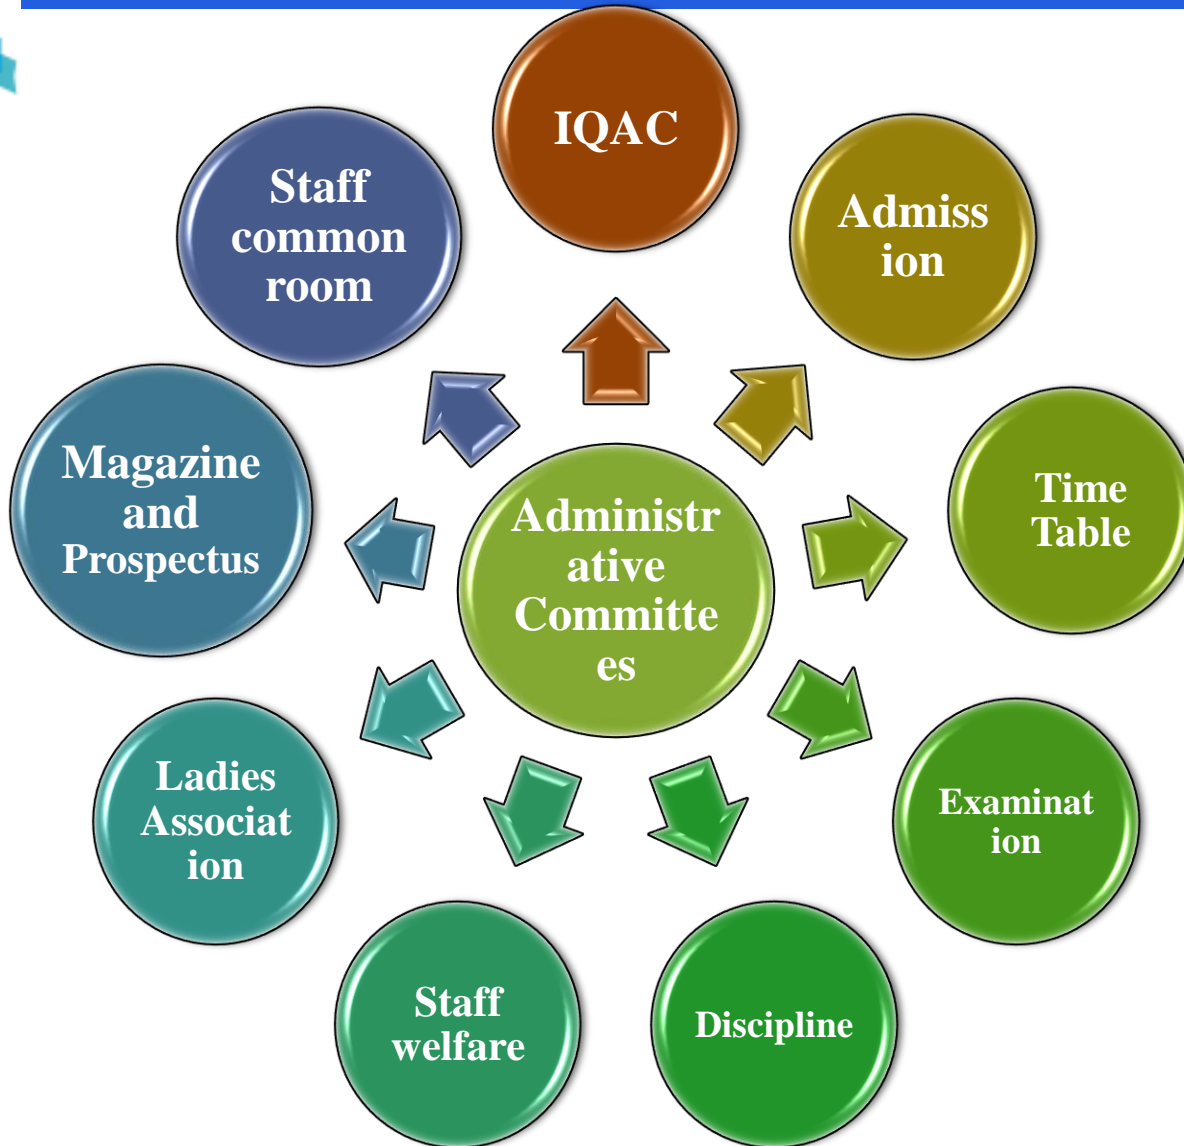 IQAC
Admiss
ion
Time
Table
Examinat
ion
Discipline
Staff
welfare
Ladies
Associat
ion
Magazine
and
Prospectus
Staff
common
room
Administr
ative
Committe
es